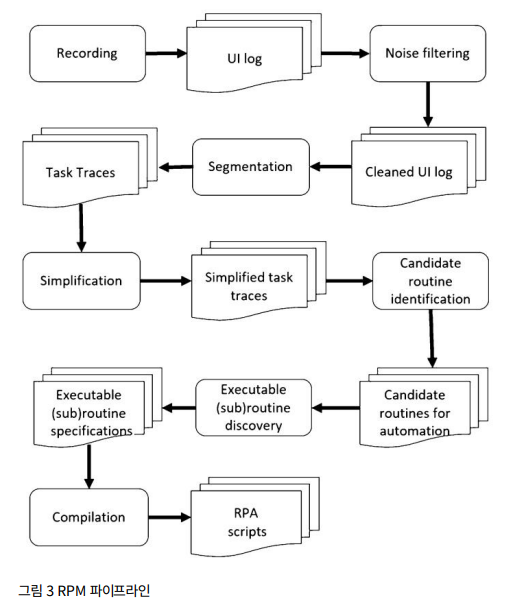 Recording
UI log
Noise filtering
Task Traces
Segmentation
Cleaned UI log
Simplification
Simplified task
traces
Candidate
routine
identification
Executable
(sub)routine
specifications
Executable
(sub)routine
discovery
Candidate
routines for
automation
Compilation
RPA
scripts
그림 3 RPM 파이프라인